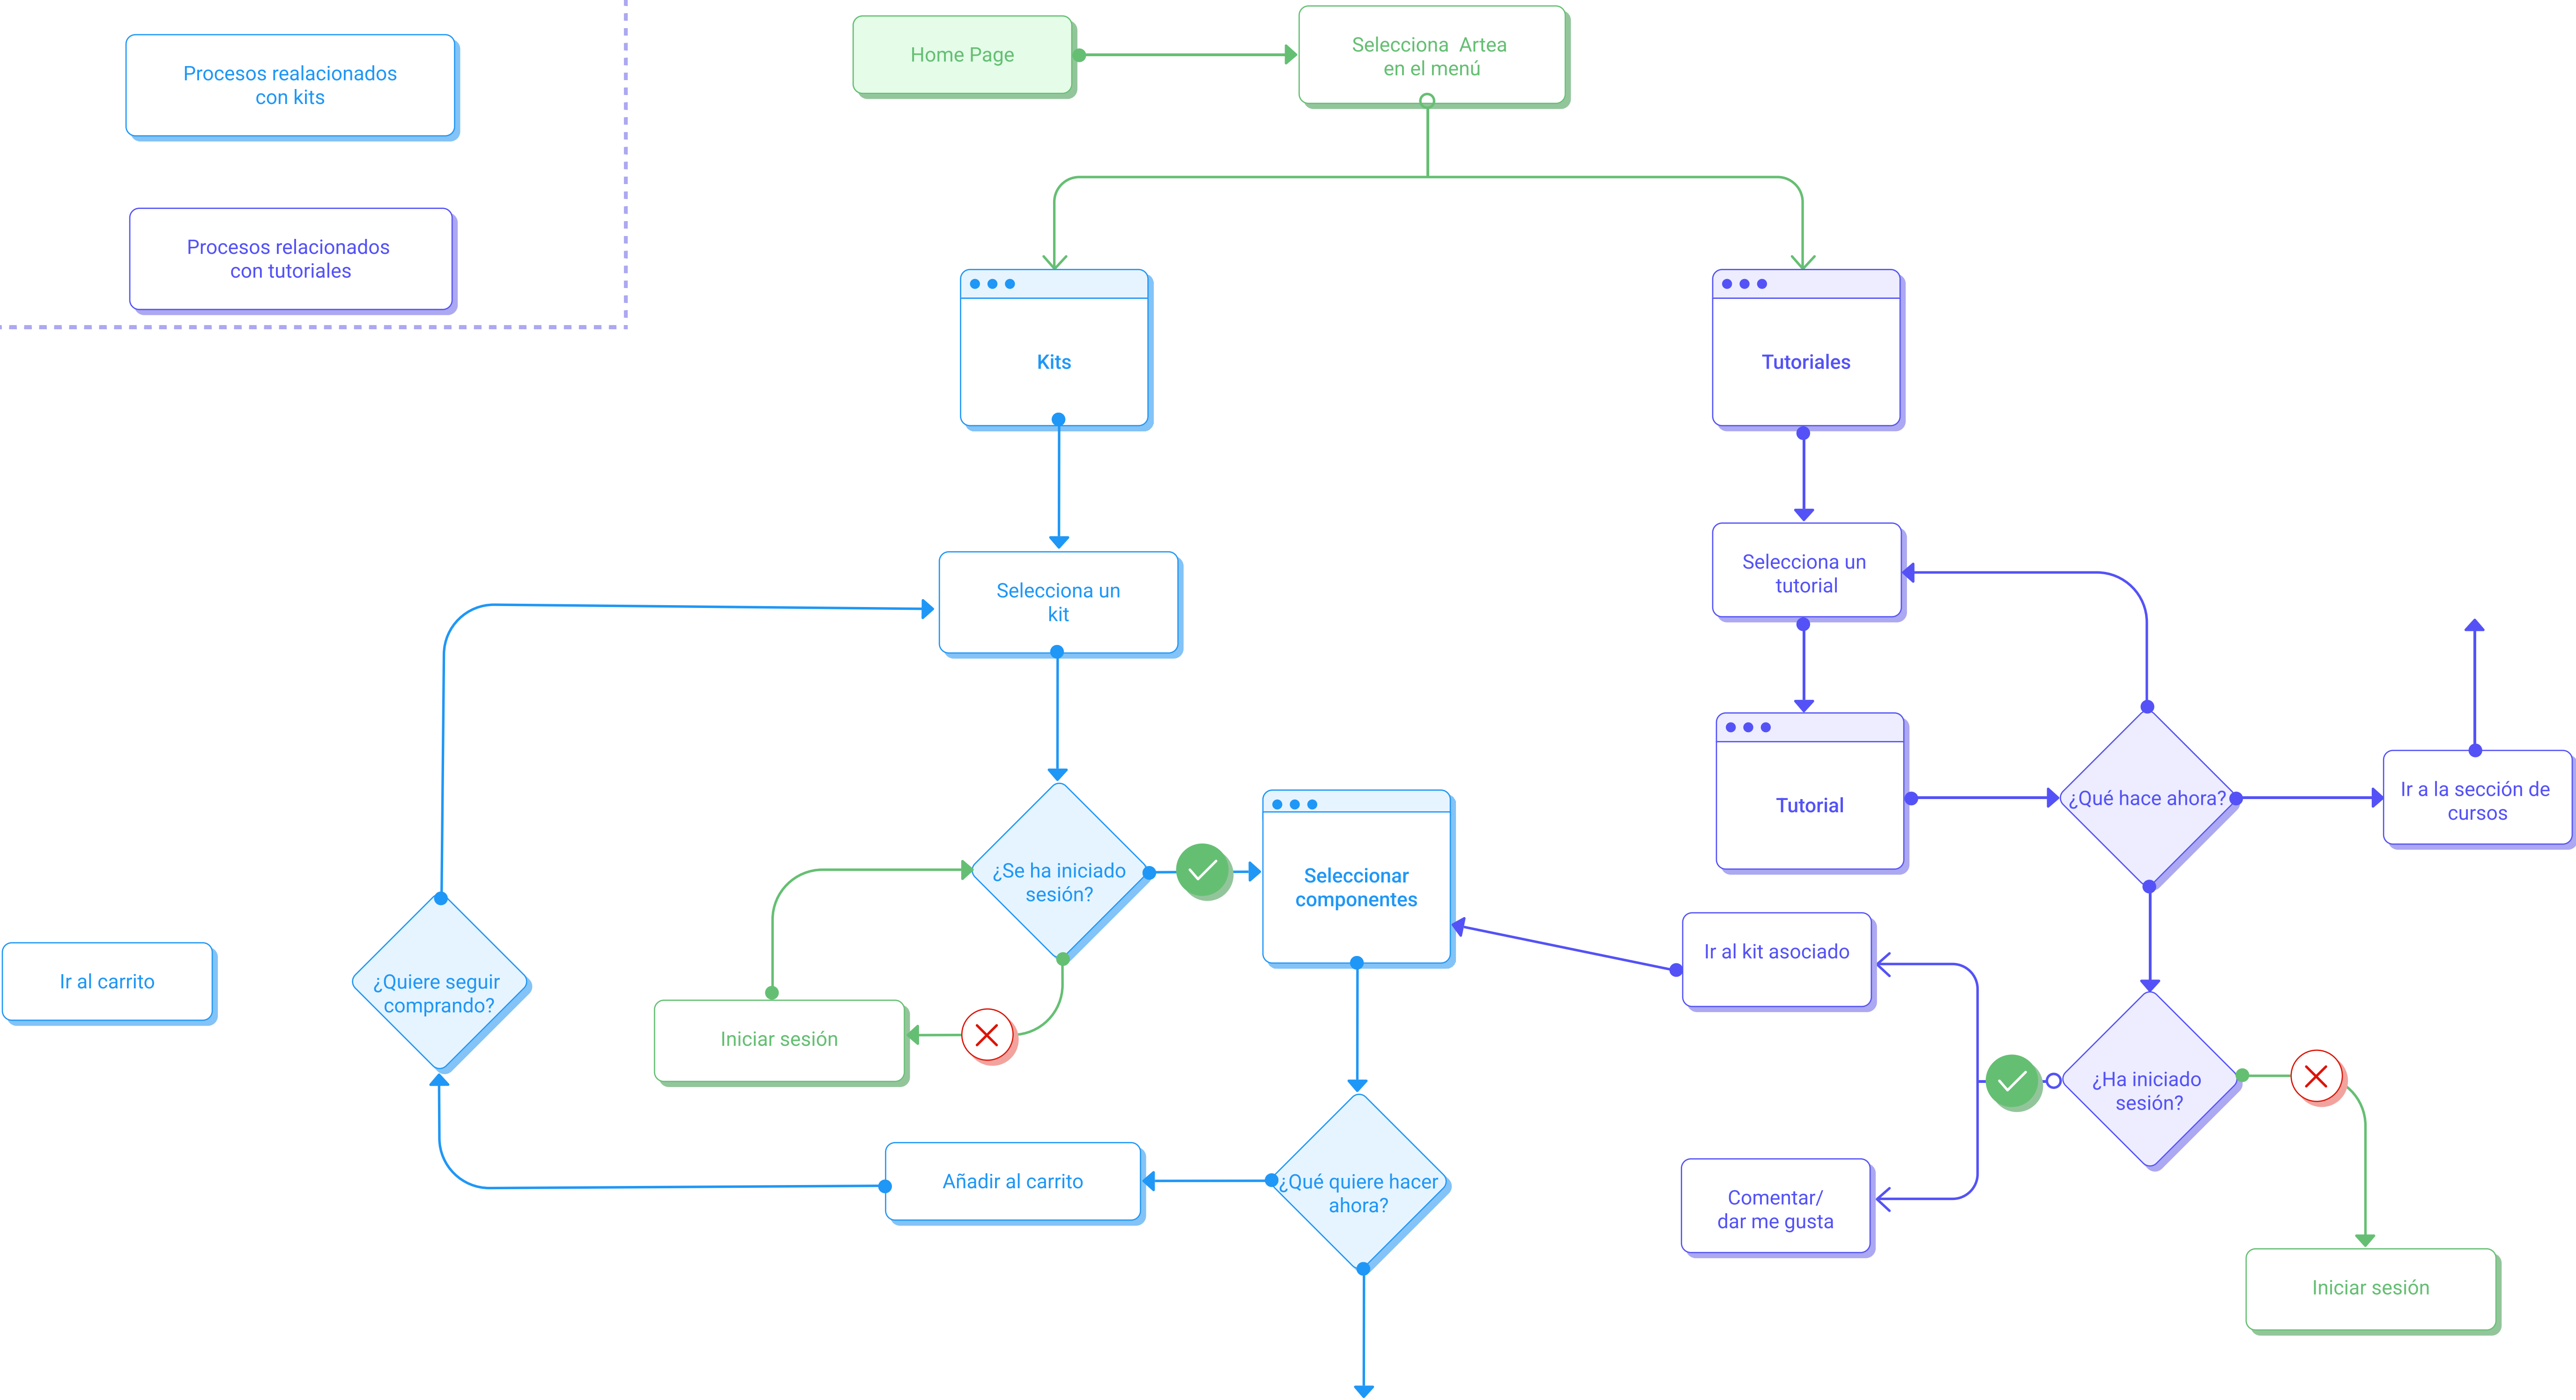 Procesos realacionados
con kits
Procesos relacionados
con tutoriales
Home Page
Selecciona  Artea
en el menú
Kits
Tutoriales
Selecciona un
kit
Selecciona un
tutorial
Tutorial
¿Qué hace ahora?
Ir a la sección de
cursos
¿Se ha iniciado
sesión?
Seleccionar
componentes
Ir al kit asociado
Ir al carrito
¿Quiere seguir
comprando?
Iniciar sesión
¿Ha iniciado
sesión?
Añadir al carrito
¿Qué quiere hacer
ahora?
Comentar/
dar me gusta
Iniciar sesión